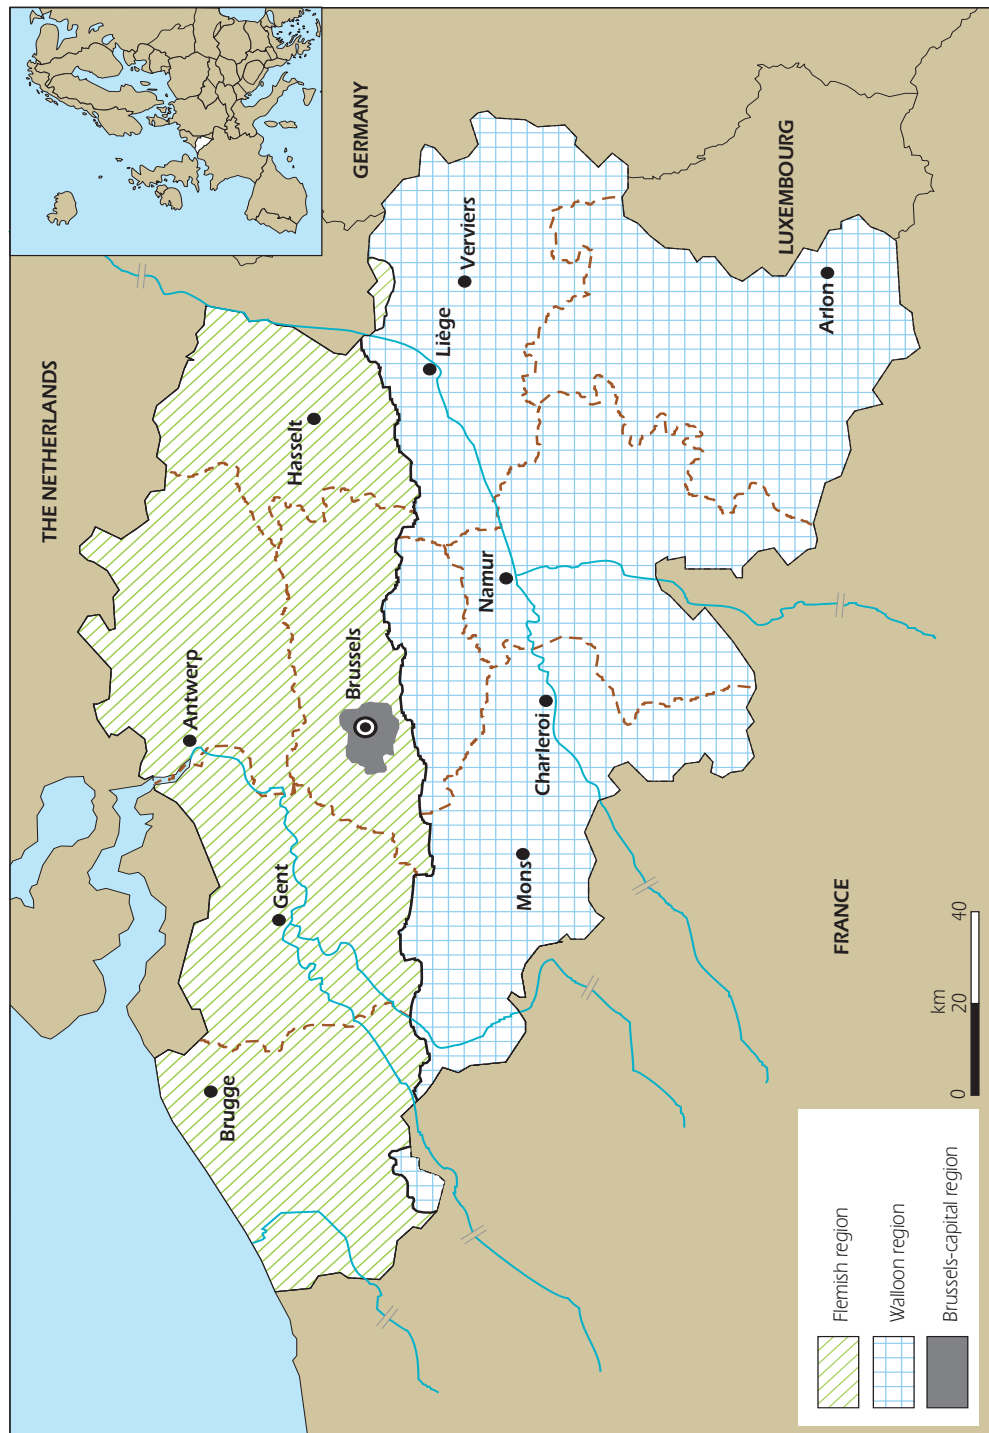 THE NETHERLANDS
GERMANY
Antwerp
Brugge
Gent
Hasselt
Brussels
Liège
Verviers
Namur
Mons
Charleroi
LUXEMBOURG
Arlon
FRANCE
Flemish region
Walloon region
Brussels-capital region
km
0 20 40